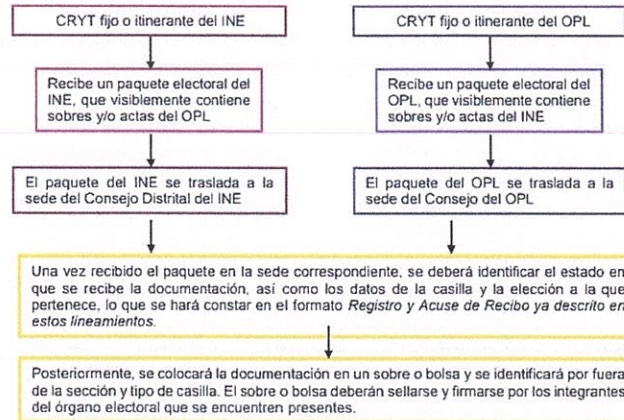 CRYT fijo o itinerante del INE
CRYT fijo o itinerante del OPL
Recibe un paquete electoral del
INE, que visiblemente contiene
sobres y/o actas del OPL
Recibe un paquete electoral del
OPL, que visiblemente contiene
sobres y/o actas del INE
El paquete del INE se traslada a la
sede del Consejo Distrital del INE
El paquete del OPL se traslada a la
sede del Consejo del OPL
Una vez recibido el paquete en la sede correspondiente, se deberá identificar el estado en
que se recibe la documentación, así como los datos de la casilla y la elección a la que
pertenece, lo que se hará constar en el formato Registro y Acuse de Recibo ya descrito en
estos lineamientos.
Posteriormente, se colocará la documentación en un sobre o bolsa y se identificará por fuera
de la sección y tipo de casilla. El sobre o bolsa deberán sellarse y firmarse por los integrantes
del órgano electoral que se encuentren presentes.